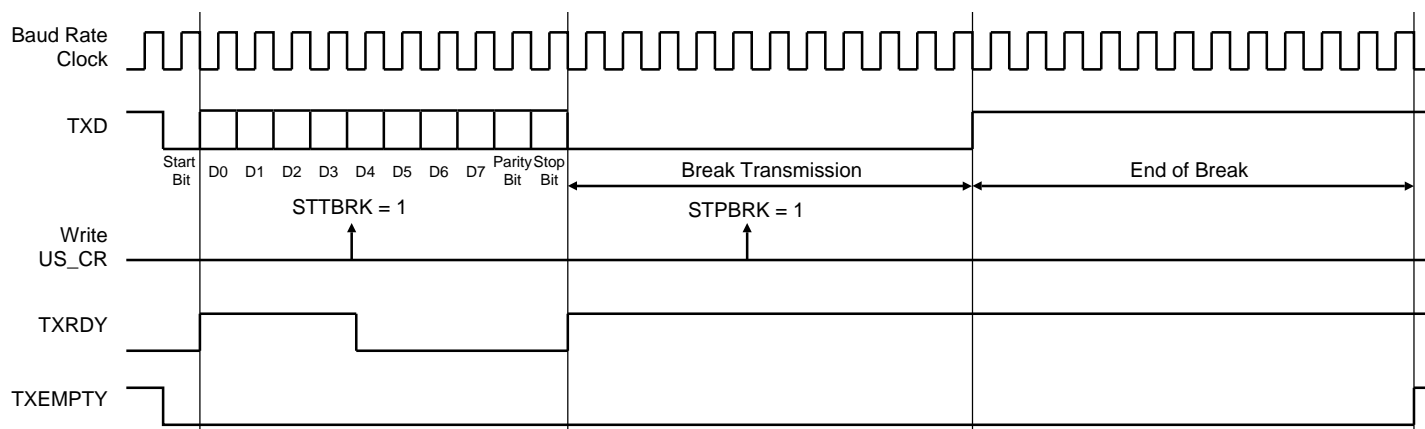 Baud Rate
Clock
TXD
Start
Bit
D0 D1 D2 D3 D4 D5 D6 D7
Parity
Bit
Stop
Bit
Break Transmission
End of Break
STTBRK = 1
STPBRK = 1
Write
US_CR
TXRDY
TXEMPTY